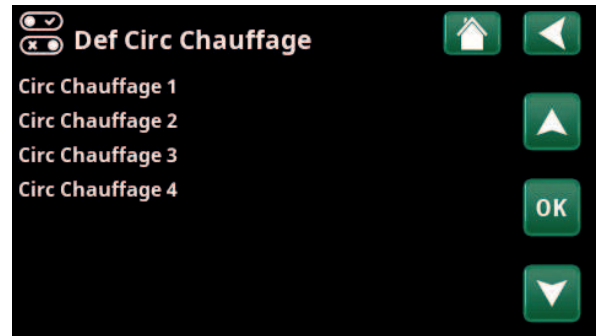 Def Circ Chauffage
Circ Chauffage 1
Circ Chauffage 2
Circ Chauffage 3
Circ Chauffage 4
OK